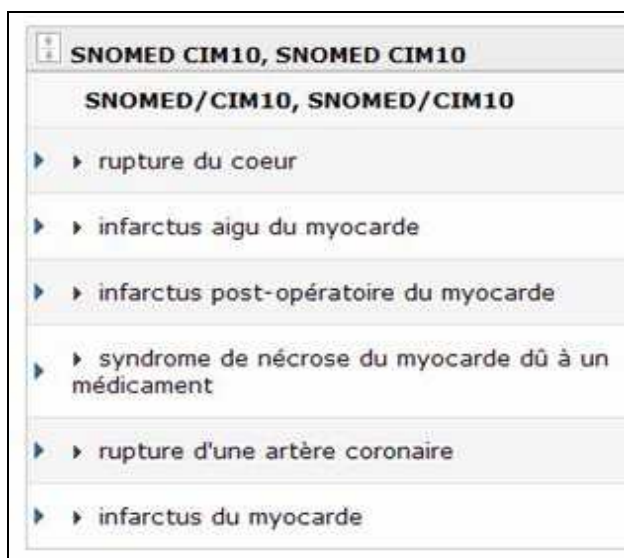 SNOMED CIM10, SNOMED CIM10
SNOMED/CIM10, SNOMED/CIM10
rupture du coeur
infarctus aigu du myocarde
infarctus post-opératoire du myocarde
syndrome de nécrose du myocarde dû à un
médicament
rupture d'une artère coronaire
infarctus du myocarde